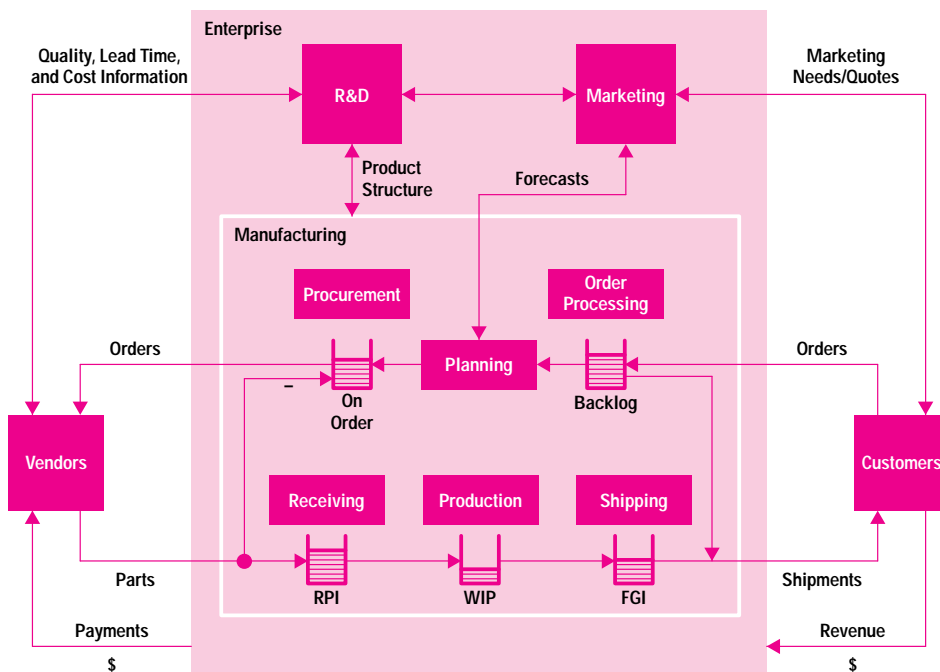 Enterprise
Quality, Lead Time,
and Cost Information
Marketing
Needs/Quotes
R&D
Marketing
Product
Structure
Forecasts
Manufacturing
Procurement
Order
Processing
Orders
Planning
Orders
–
On
Order
Backlog
Vendors
Customers
Receiving
Production
Shipping
Parts
RPI
WIP
FGI
Shipments
Payments
$
Revenue
$